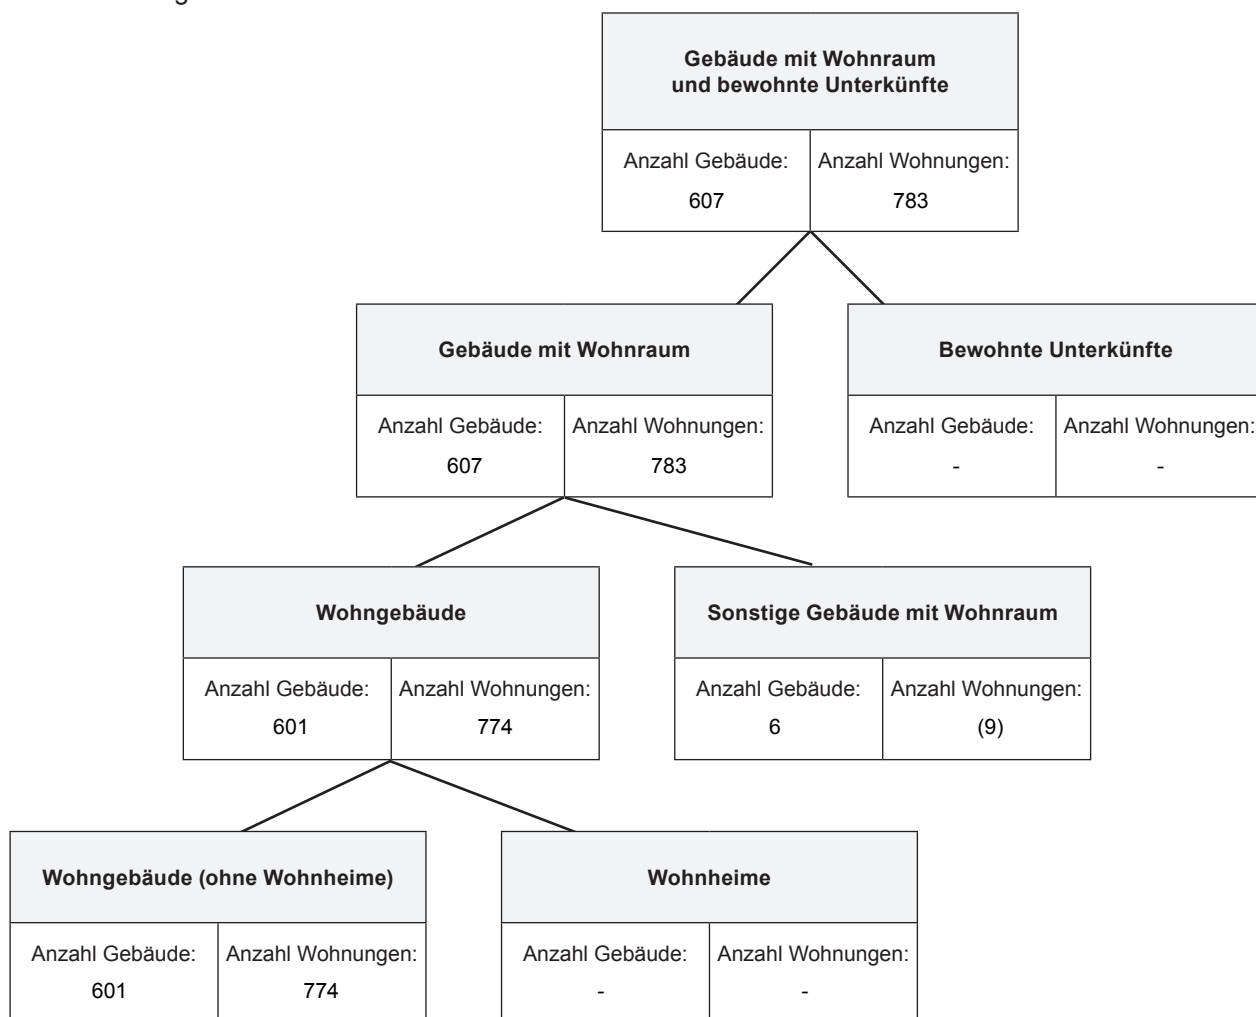 Gebäude mit Wohnraum
und bewohnte Unterkünfte
Anzahl Gebäude: Anzahl Wohnungen:
607 783
Gebäude mit Wohnraum Bewohnte Unterkünfte
Anzahl Gebäude: Anzahl Wohnungen: Anzahl Gebäude: Anzahl Wohnungen:
607 783 - -
Wohngebäude Sonstige Gebäude mit Wohnraum
Anzahl Gebäude: Anzahl Wohnungen: Anzahl Gebäude: Anzahl Wohnungen:
601 774 6 (9)
Wohngebäude (ohne Wohnheime) Wohnheime
Anzahl Gebäude: Anzahl Wohnungen: Anzahl Gebäude: Anzahl Wohnungen:
601 774 - -